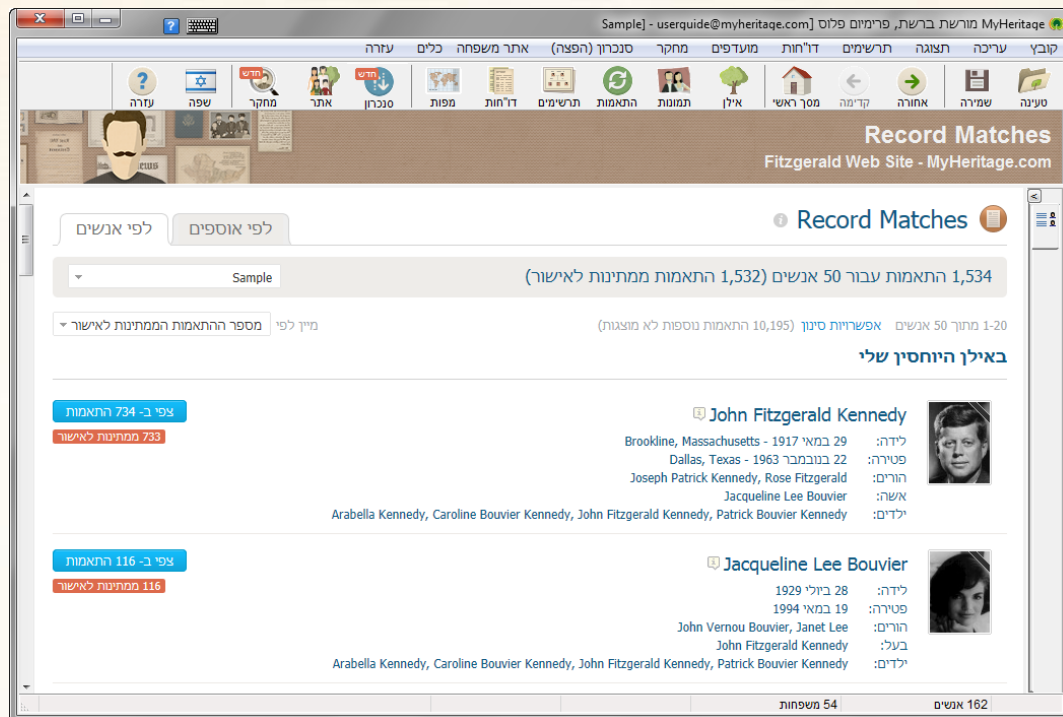 MyHeritage מורשת ברשת, פרימיום פלוס [Sample - userquide@myheritage.com]
קובץ עריכה תצוגה תרשימים דו"חות מועדפים מחקר סנכרון (הפצה) אתר משפחה כלים עזרה
חדש חדש
טעינה שמירה אחורה קדימה מסך ראשי אילן תמונות התאמות תרשימים דו"חות מפות סנכרון אתר מחקר שפה עזרה
Record Matches
Fitzgerald Web Site - MyHeritage.com
Record Matches
לפי אוספים לפי אנשים
1,534 התאמות עבור 50 אנשים (1,532 התאמות ממתינות לאישור)
Sample
1-20 מתוך 50 אנשים אפשרויות סינון (10,195 התאמות נוספות לא מוצגות)
מיין לפי מספר ההתאמות הממתינות לאישור
באילן היוחסין שלי
John Fitzgerald Kennedy
לידה: 29 במאי 1917 - Brookline, Massachusetts
פטירה: 22 בנובמבר 1963 - Dallas, Texas
הורים: Joseph Patrick Kennedy, Rose Fitzgerald
אשה: Jacqueline Lee Bouvier
ילדים: Arabella Kennedy, Caroline Bouvier Kennedy, John Fitzgerald Kennedy, Patrick Bouvier Kennedy
צפי ב- 734 התאמות
733 ממתינות לאישור
Jacqueline Lee Bouvier
לידה: 28 ביולי 1929
פטירה: 19 במאי 1994
הורים: John Vernou Bouvier, Janet Lee
בעל: John Fitzgerald Kennedy
ילדים: Arabella Kennedy, Caroline Bouvier Kennedy, John Fitzgerald Kennedy, Patrick Bouvier Kennedy
צפי ב- 116 התאמות
116 ממתינות לאישור
162 אנשים 54 משפחות